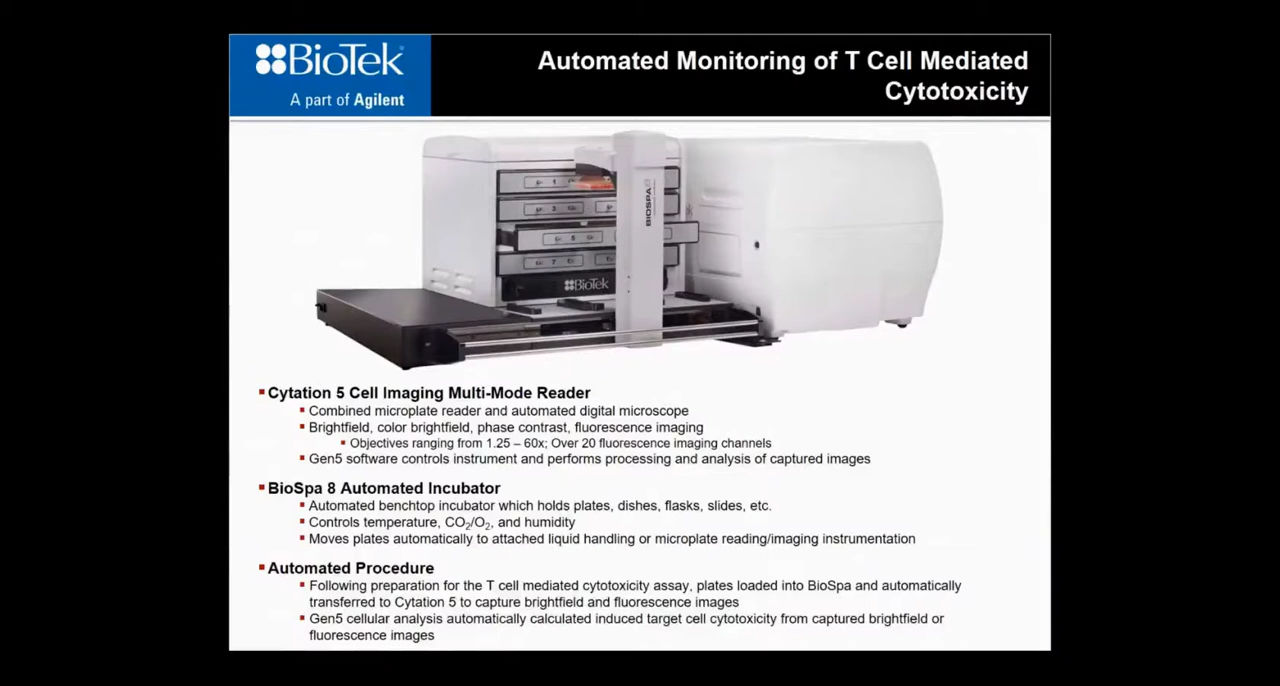 BioTek
A part of Agilent
Automated Monitoring of T Cell Mediated
Cytotoxicity
1
3
5
7
BIOSPA
BioTek
▪Cytation 5 Cell Imaging Multi-Mode Reader
▪ Combined microplate reader and automated digital microscope
▪ Brightfield, color brightfield, phase contrast, fluorescence imaging
▪ Objectives ranging from 1.25 – 60x; Over 20 fluorescence imaging channels
▪ Gen5 software controls instrument and performs processing and analysis of captured images
▪BioSpa 8 Automated Incubator
▪ Automated benchtop incubator which holds plates, dishes, flasks, slides, etc.
▪ Controls temperature, CO₂/O₂, and humidity
▪ Moves plates automatically to attached liquid handling or microplate reading/imaging instrumentation
▪Automated Procedure
▪ Following preparation for the T cell mediated cytotoxicity assay, plates loaded into BioSpa and automatically
transferred to Cytation 5 to capture brightfield and fluorescence images
▪ Gen5 cellular analysis automatically calculated induced target cell cytotoxicity from captured brightfield or
fluorescence images